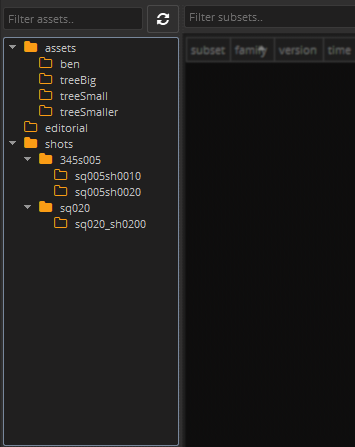 Filter assets..
Filter subsets..
subset family version time
assets
ben
treeBig
treeSmall
treeSmaller
editorial
shots
345s005
sq005sh0010
sq005sh0020
sq020
sq020_sh0200